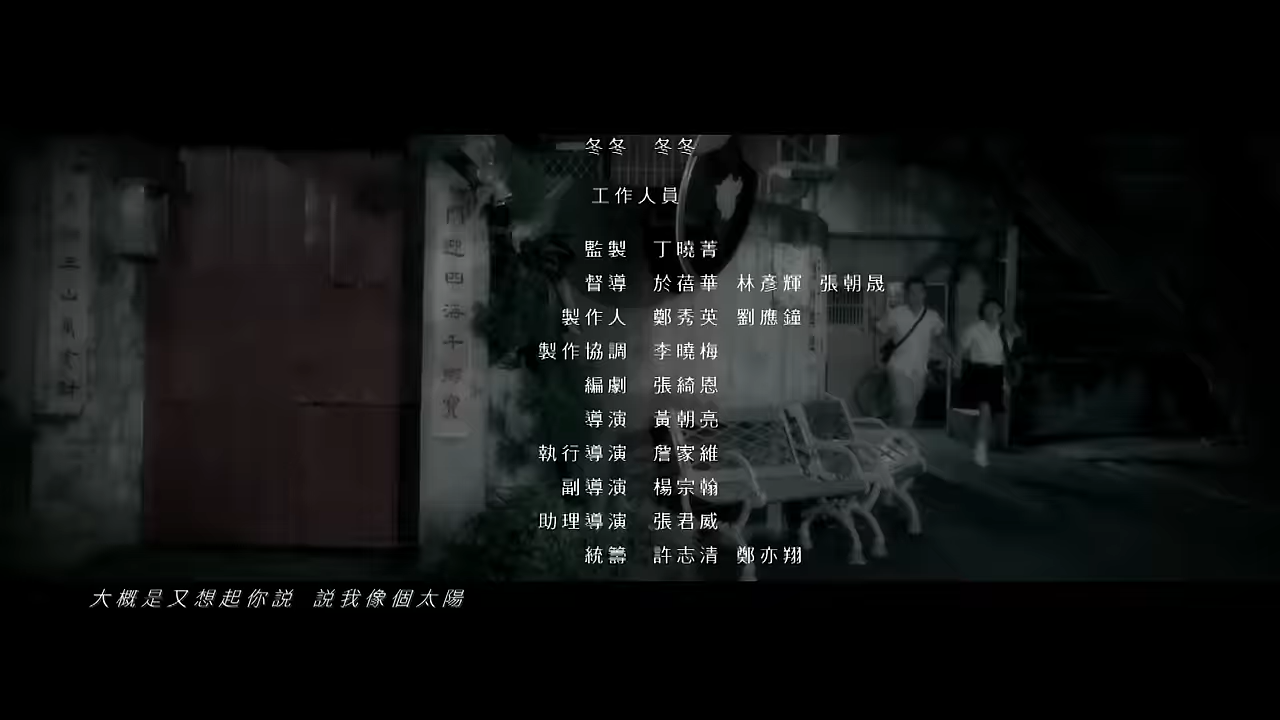 冬冬 冬冬
工作人員
監製 丁曉菁
督導 於蓓華 林彥輝 張朝晟
製作人 鄭秀英 劉應鐘
製作協調 李曉梅
編劇 張綺恩
導演 黃朝亮
執行導演 詹家維
副導演 楊宗翰
助理導演 張君威
統籌 許志清 鄭亦翔
大概是又想起你説 説我像個太陽